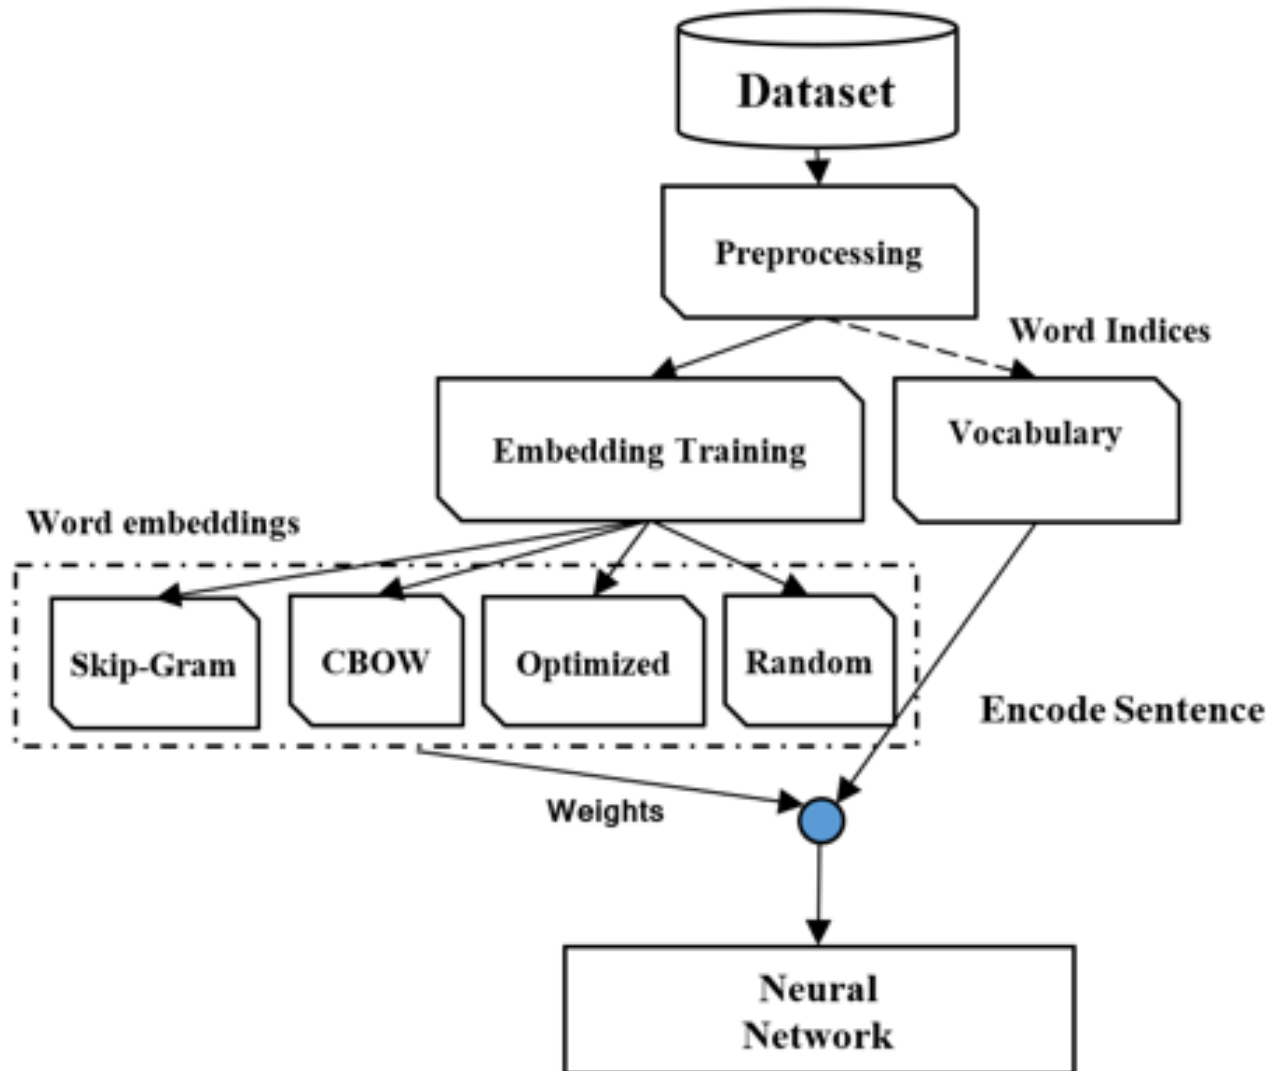 Dataset
Preprocessing
Word Indices
Embedding Training
Vocabulary
Word embeddings
Skip-Gram
CBOW
Optimized
Random
Encode Sentence
Weights
Neural
Network